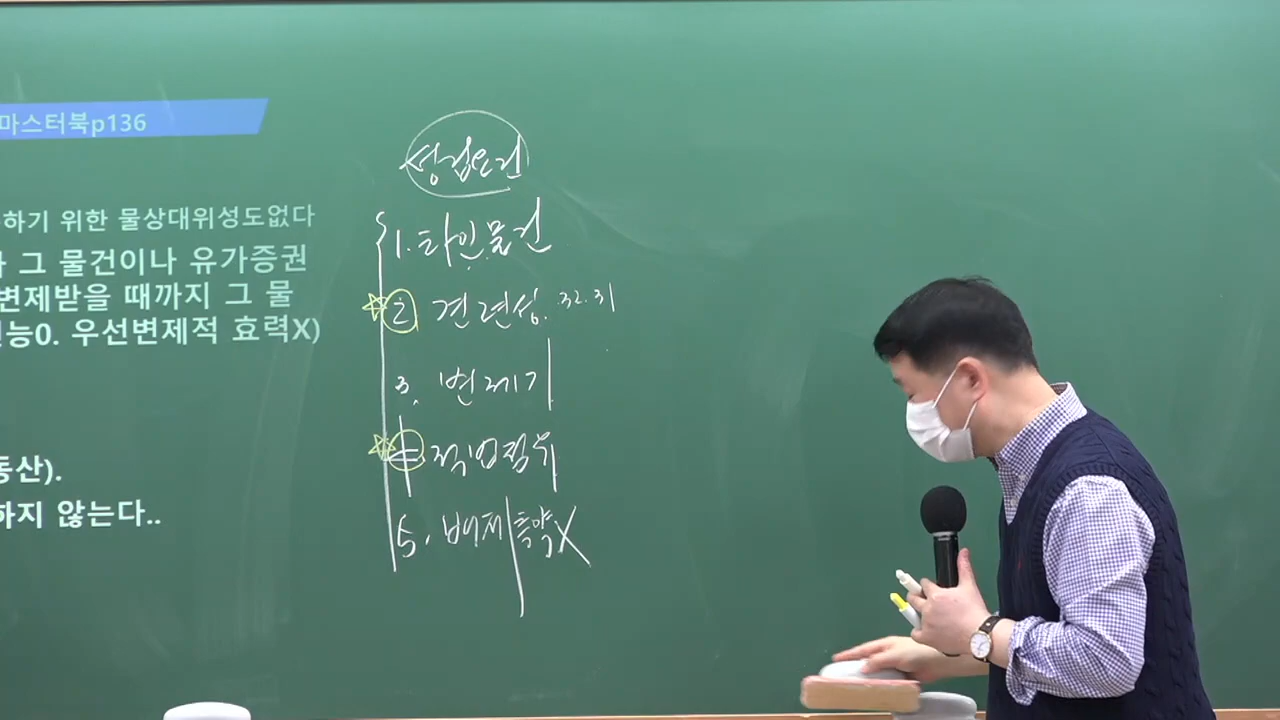 마스터북p136
하기 위한 물상대위성도없다
그 물건이나 유가증권
변제받을 때까지 그 물
능0. 우선변제적 효력X)
동산).
하지 않는다..
성립요건
1. 타인물건
2. 견련성. 32.31
3. 변제기
4 적법점유
5. 배제특약X